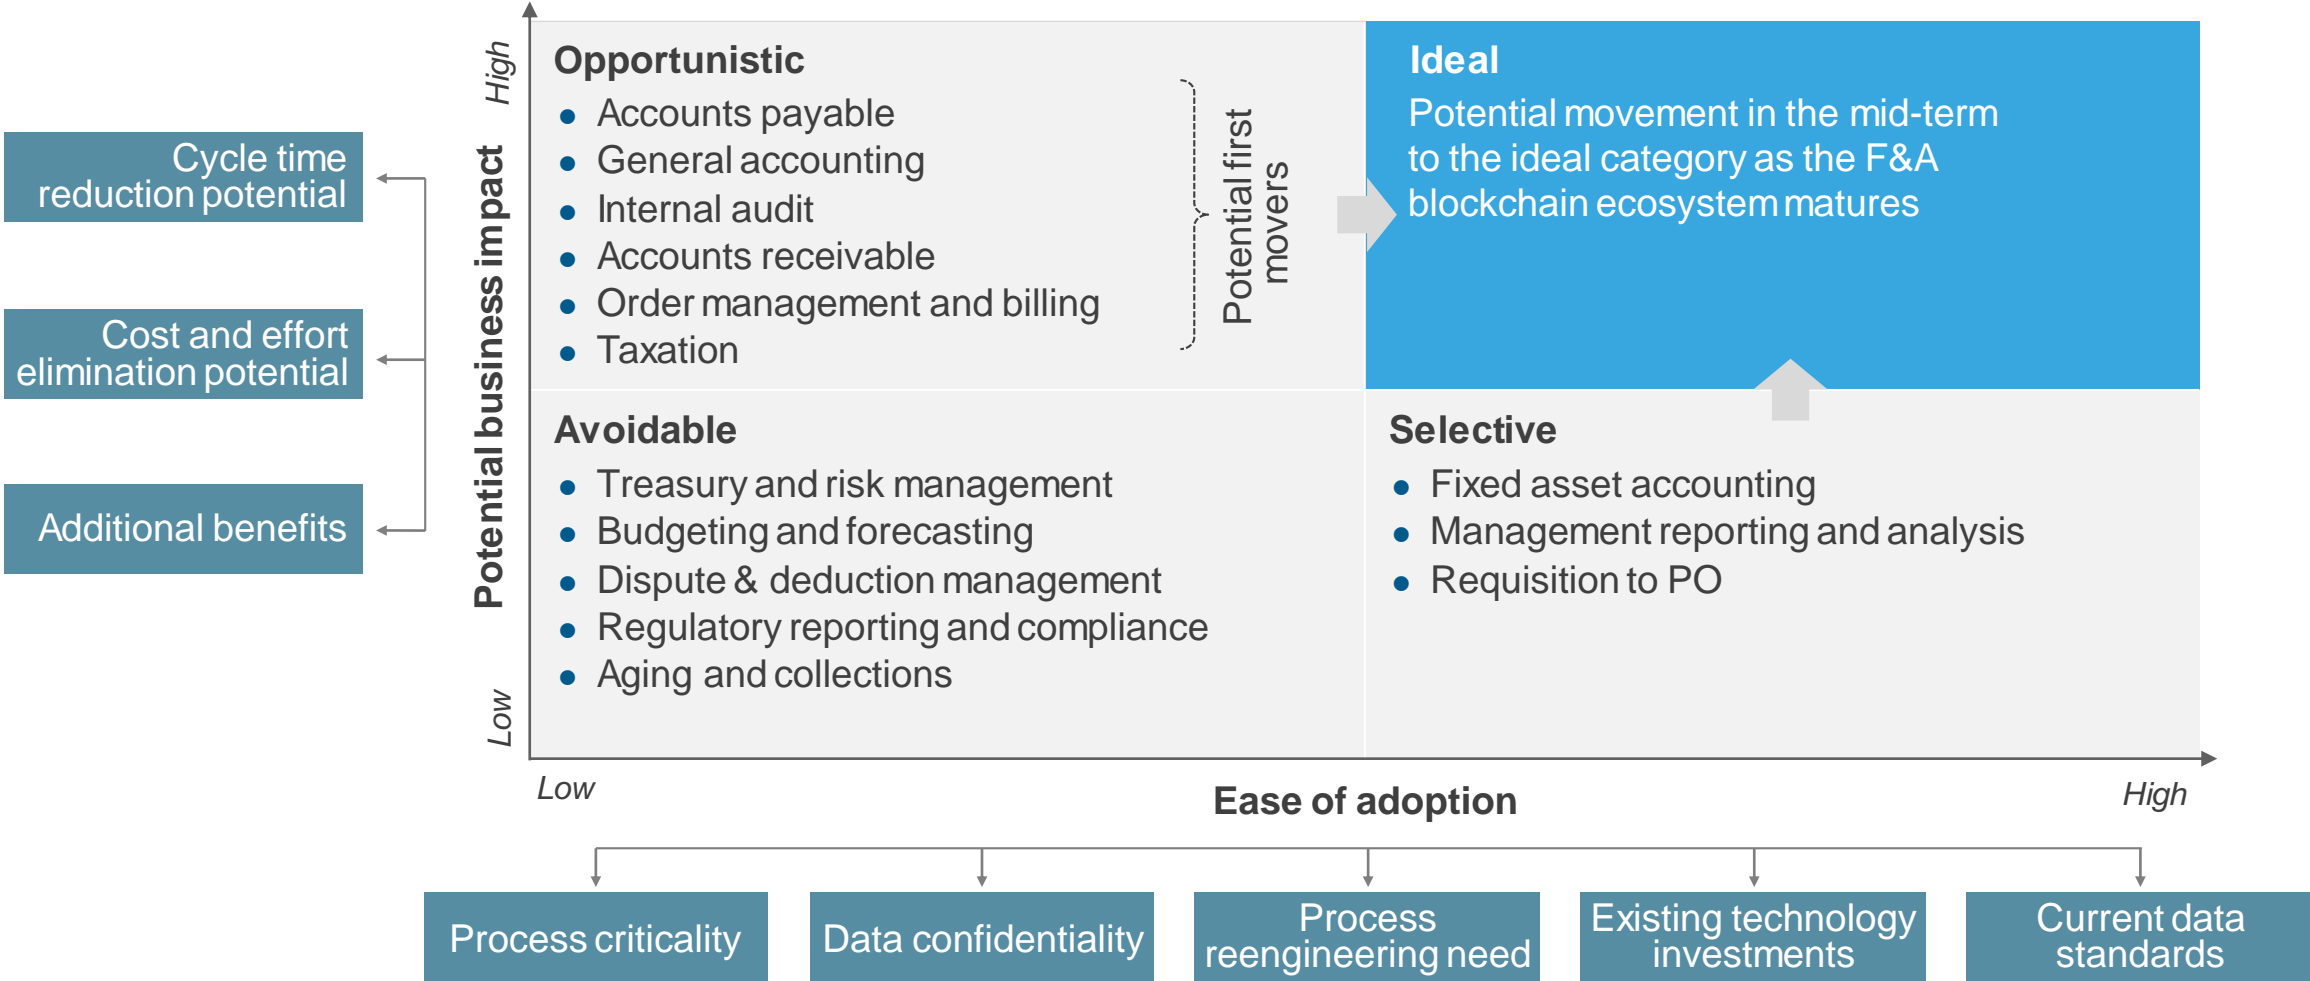 High
Potential business impact
Low
Cycle time
reduction potential
Cost and effort
elimination potential
Additional benefits
Opportunistic
Accounts payable
General accounting
Internal audit
Accounts receivable
Order management and billing
Taxation
Potential first
movers
Ideal
Potential movement in the mid-term
to the ideal category as the F&A
blockchain ecosystem matures
Avoidable
Treasury and risk management
Budgeting and forecasting
Dispute & deduction management
Regulatory reporting and compliance
Aging and collections
Selective
Fixed asset accounting
Management reporting and analysis
Requisition to PO
Low
Ease of adoption
High
Process criticality
Data confidentiality
Process
reengineering need
Existing technology
investments
Current data
standards